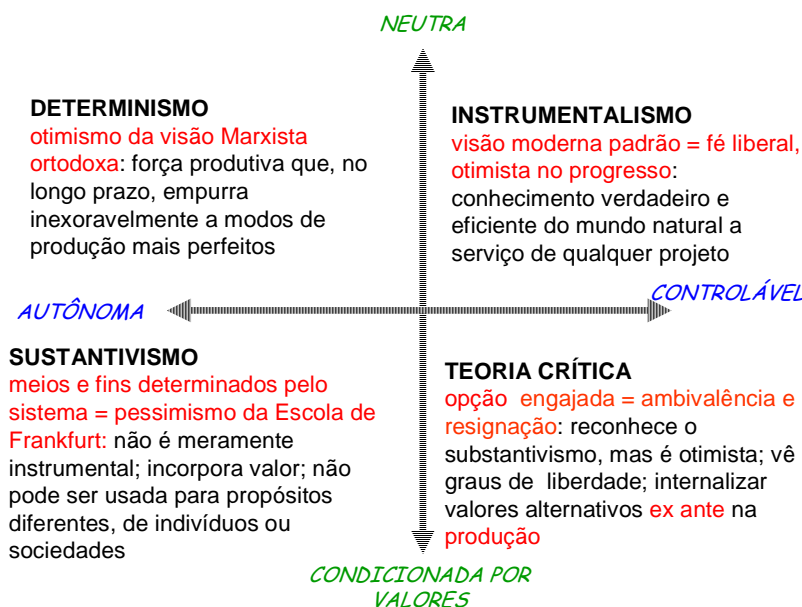 NEUTRA
DETERMINISMO
otimismo da visão Marxista
ortodoxa: força produtiva que, no
longo prazo, empurra
inexoravelmente a modos de
produção mais perfeitos
INSTRUMENTALISMO
visão moderna padrão = fé liberal,
otimista no progresso:
conhecimento verdadeiro e
eficiente do mundo natural a
serviço de qualquer projeto
AUTÔNOMA
CONTROLÁVEL
SUSTANTIVISMO
meios e fins determinados pelo
sistema = pessimismo da Escola de
Frankfurt: não é meramente
instrumental; incorpora valor; não
pode ser usada para propósitos
diferentes, de indivíduos ou
sociedades
TEORIA CRÍTICA
opção engajada = ambivalência e
resignação: reconhece o
substantivismo, mas é otimista; vê
graus de liberdade; internalizar
valores alternativos ex ante na
produção
CONDICIONADA POR
VALORES